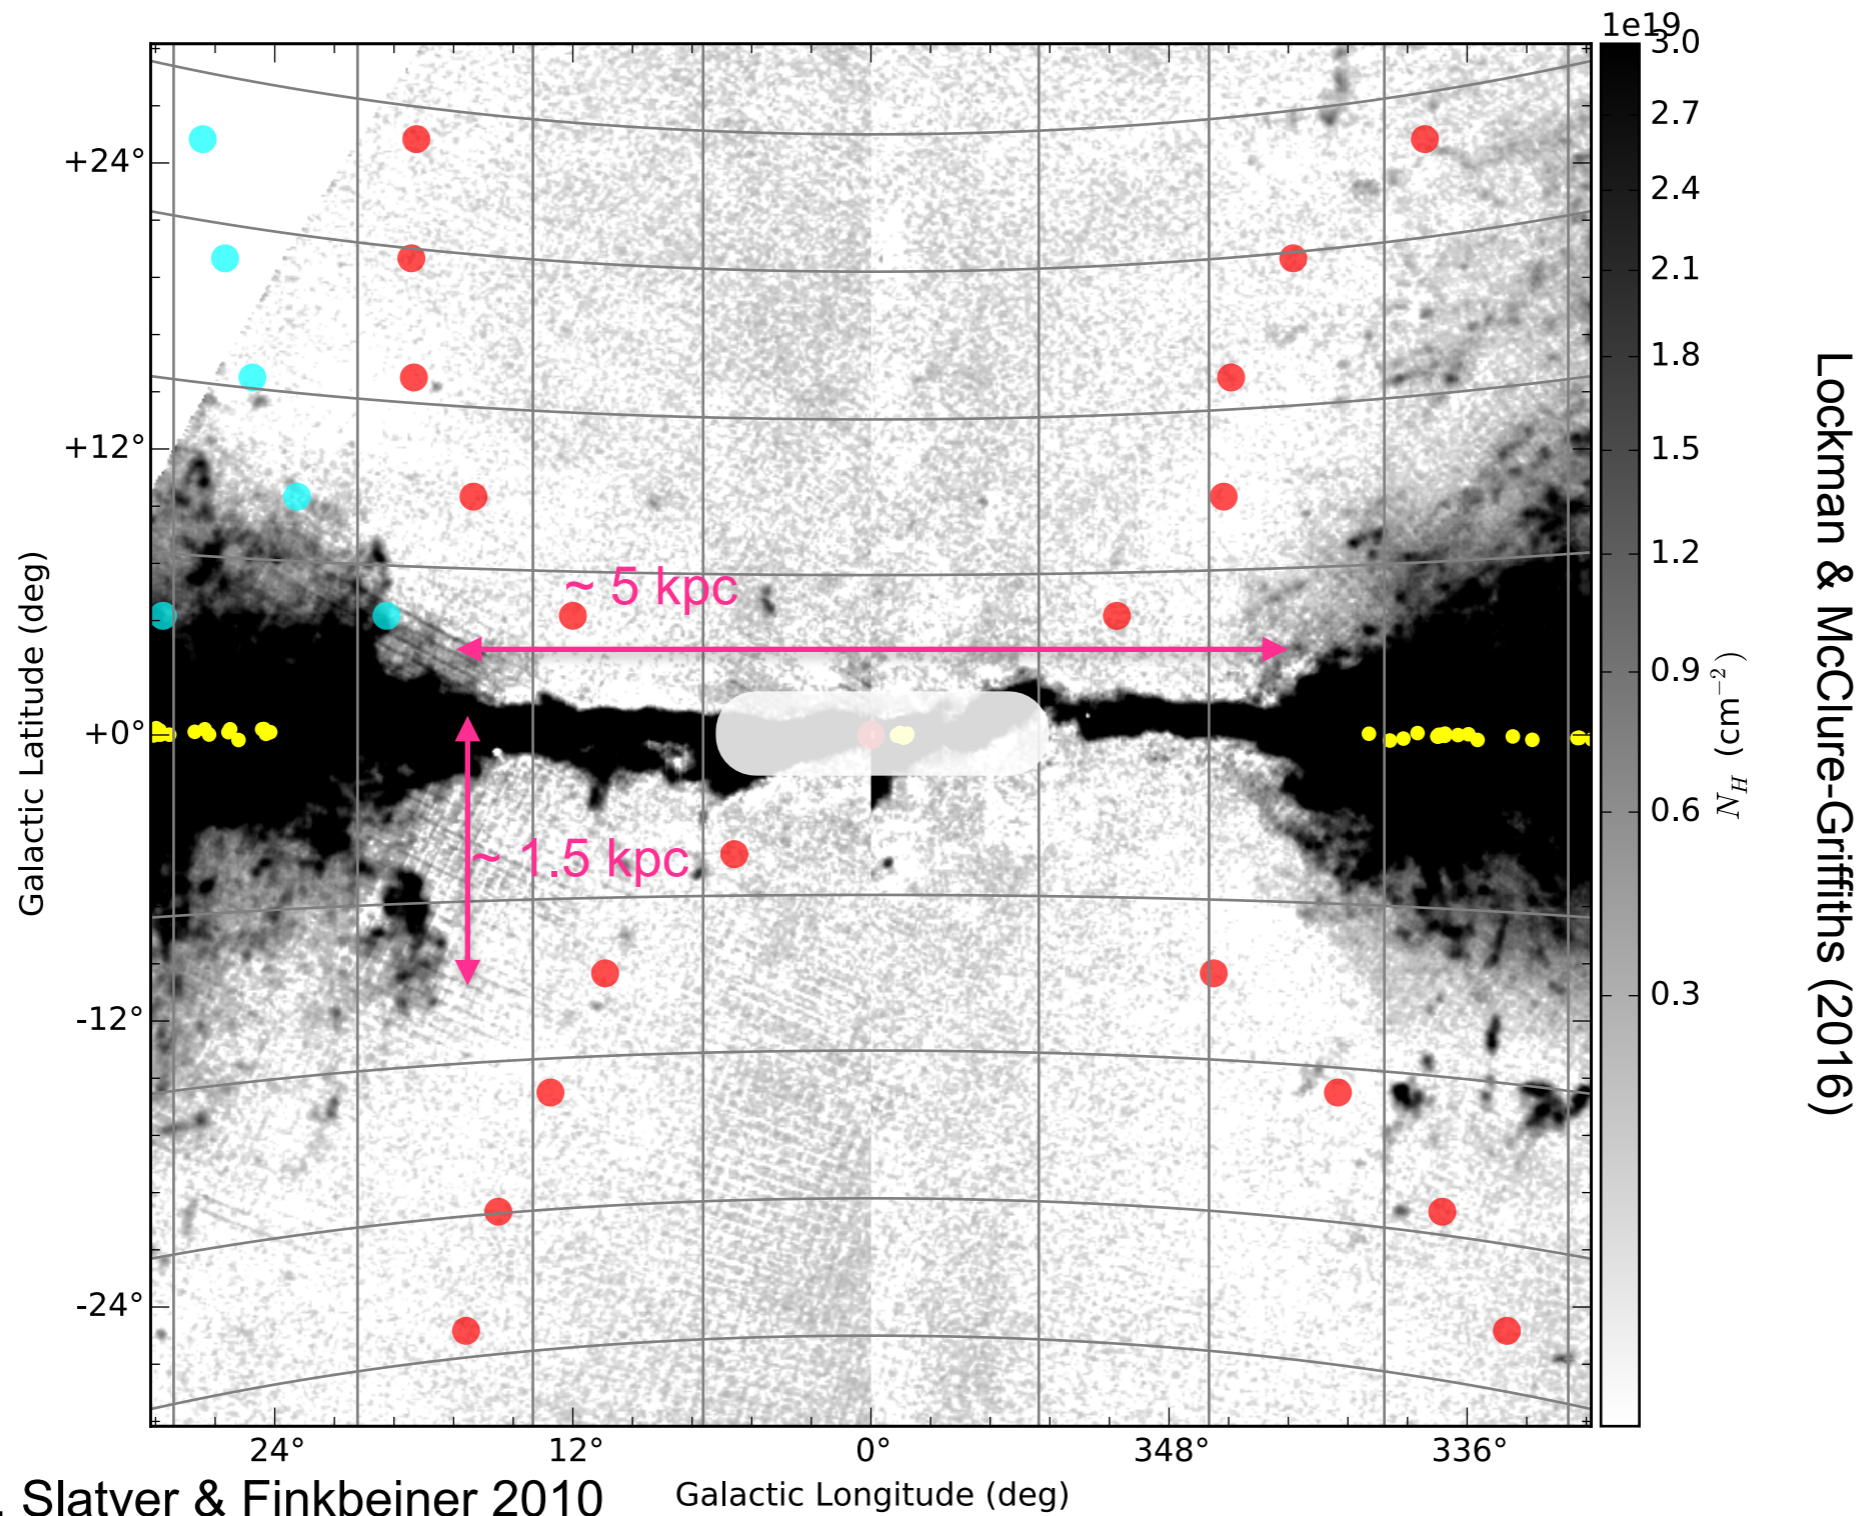 1e19
3.0
2.7
2.4
2.1
1.8
1.5
1.2
0.9
0.6
0.3
N_H (cm⁻²)
Lockman & McClure-Griffiths (2016)
Galactic Latitude (deg)
+24°
+12°
+0°
-12°
-24°
~ 5 kpc
~ 1.5 kpc
24° 12° 0° 348° 336°
Galactic Longitude (deg)
. Slatyer & Finkbeiner 2010